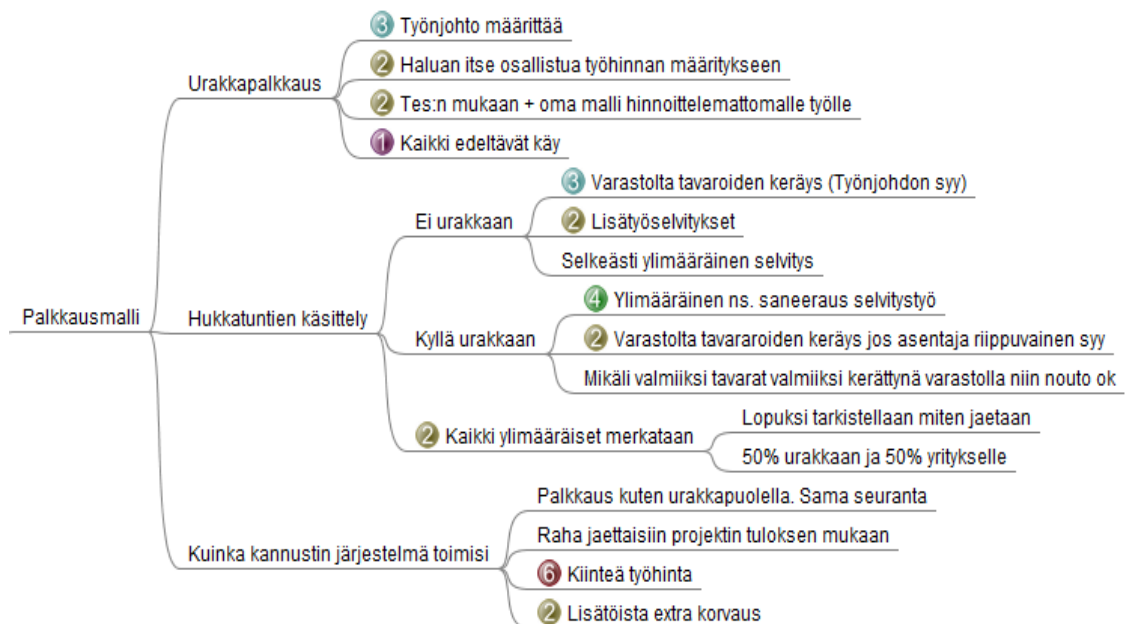 Palkkausmalli
Urakkapalkkaus
3 Työnjohto määrittää
2 Haluan itse osallistua työhinnan määritykseen
2 Tes:n mukaan + oma malli hinnoittelemattomalle työlle
1 Kaikki edeltävät käy
Hukkatuntien käsittely
Ei urakkaan
3 Varastolta tavaroiden keräys (Työnjohdon syy)
2 Lisätyöselvitykset
Selkeästi ylimääräinen selvitys
Kyllä urakkaan
4 Ylimääräinen ns. saneeraus selvitystyö
2 Varastolta tavararoiden keräys jos asentaja riippuvainen syy
Mikäli valmiiksi tavarat valmiiksi kerättynä varastolla niin nouto ok
2 Kaikki ylimääräiset merkataan
Lopuksi tarkistellaan miten jaetaan
50% urakkaan ja 50% yritykselle
Kuinka kannustin järjestelmä toimisi
Palkkaus kuten urakkapuolella. Sama seuranta
Raha jaettaisiin projektin tuloksen mukaan
6 Kiinteä työhinta
2 Lisätöista extra korvaus